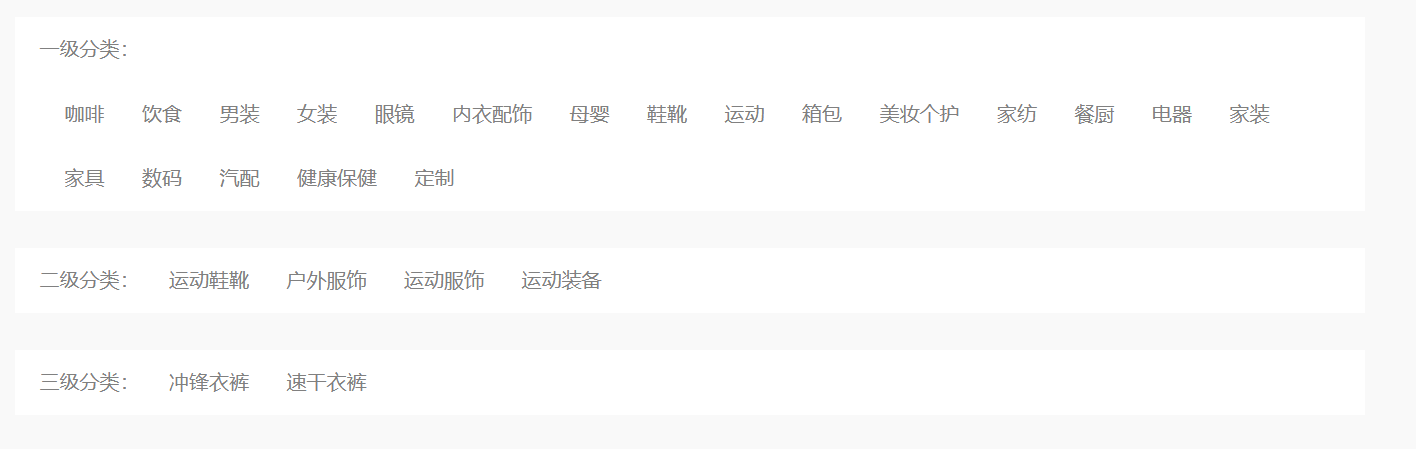 一级分类：
咖啡 饮食 男装 女装 眼镜 内衣配饰 母婴 鞋靴 运动 箱包 美妆个护 家纺 餐厨 电器 家装
家具 数码 汽配 健康保健 定制
二级分类： 运动鞋靴 户外服饰 运动服饰 运动装备
三级分类： 冲锋衣裤 速干衣裤